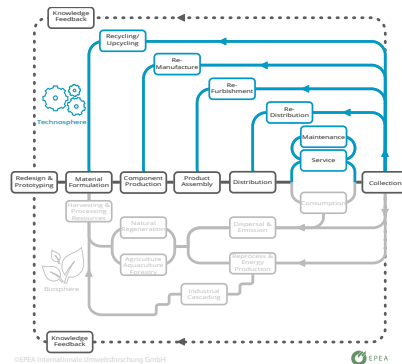 Knowledge
Feedback
Recycling/
Upcycling
Re-
Manufacture
Re-
Furbishment
Re-
Distribution
Technosphere
Maintenance
Service
Redesign &
Prototyping
Material
Formulation
Component
Production
Product
Assembly
Distribution
Collection
Consumption
Harvesting &
Processing
Resources
Natural
Regeneration
Dispersal &
Emission
Agriculture
Aquaculture
Forestry
Reprocess &
Energy
Production
Biosphere
Industrial
Cascading
Knowledge
Feedback
©EPEA Internationale Umweltforschung GmbH
EPEA